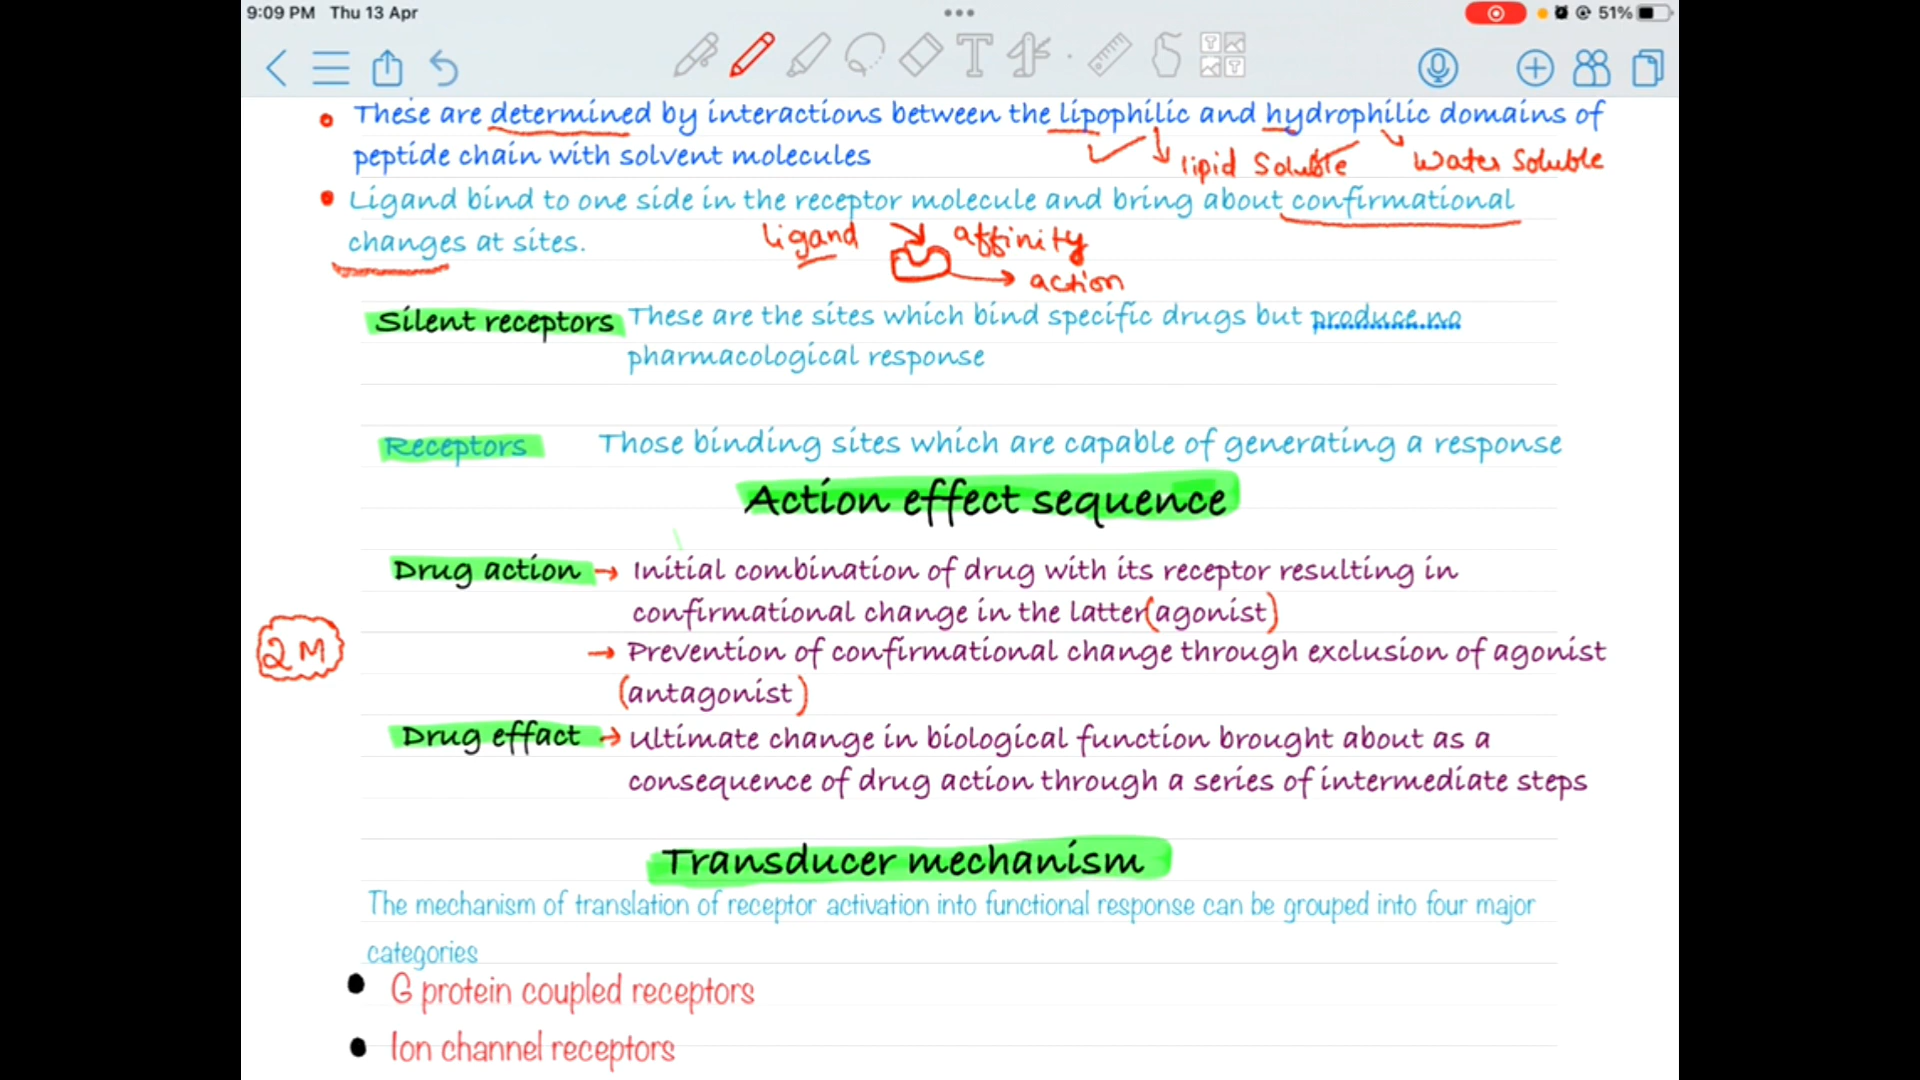 9:09 PM Thu 13 Apr
51%
These are determined by interactions between the lipophilic and hydrophilic domains of
peptide chain with solvent molecules
lipid Soluble
Water Soluble
Ligand bind to one side in the receptor molecule and bring about confirmational
changes at sites.
ligand
affinity
action
Silent receptors
These are the sites which bind specific drugs but produce no
pharmacological response
Receptors
Those binding sites which are capable of generating a response
Action effect sequence
Drug action → Initial combination of drug with its receptor resulting in
confirmational change in the latter(agonist)
2 M
→ Prevention of confirmational change through exclusion of agonist
(antagonist)
Drug effact → Ultimate change in biological function brought about as a
consequence of drug action through a series of intermediate steps
Transducer mechanism
The mechanism of translation of receptor activation into functional response can be grouped into four major
categories
G protein coupled receptors
Ion channel receptors